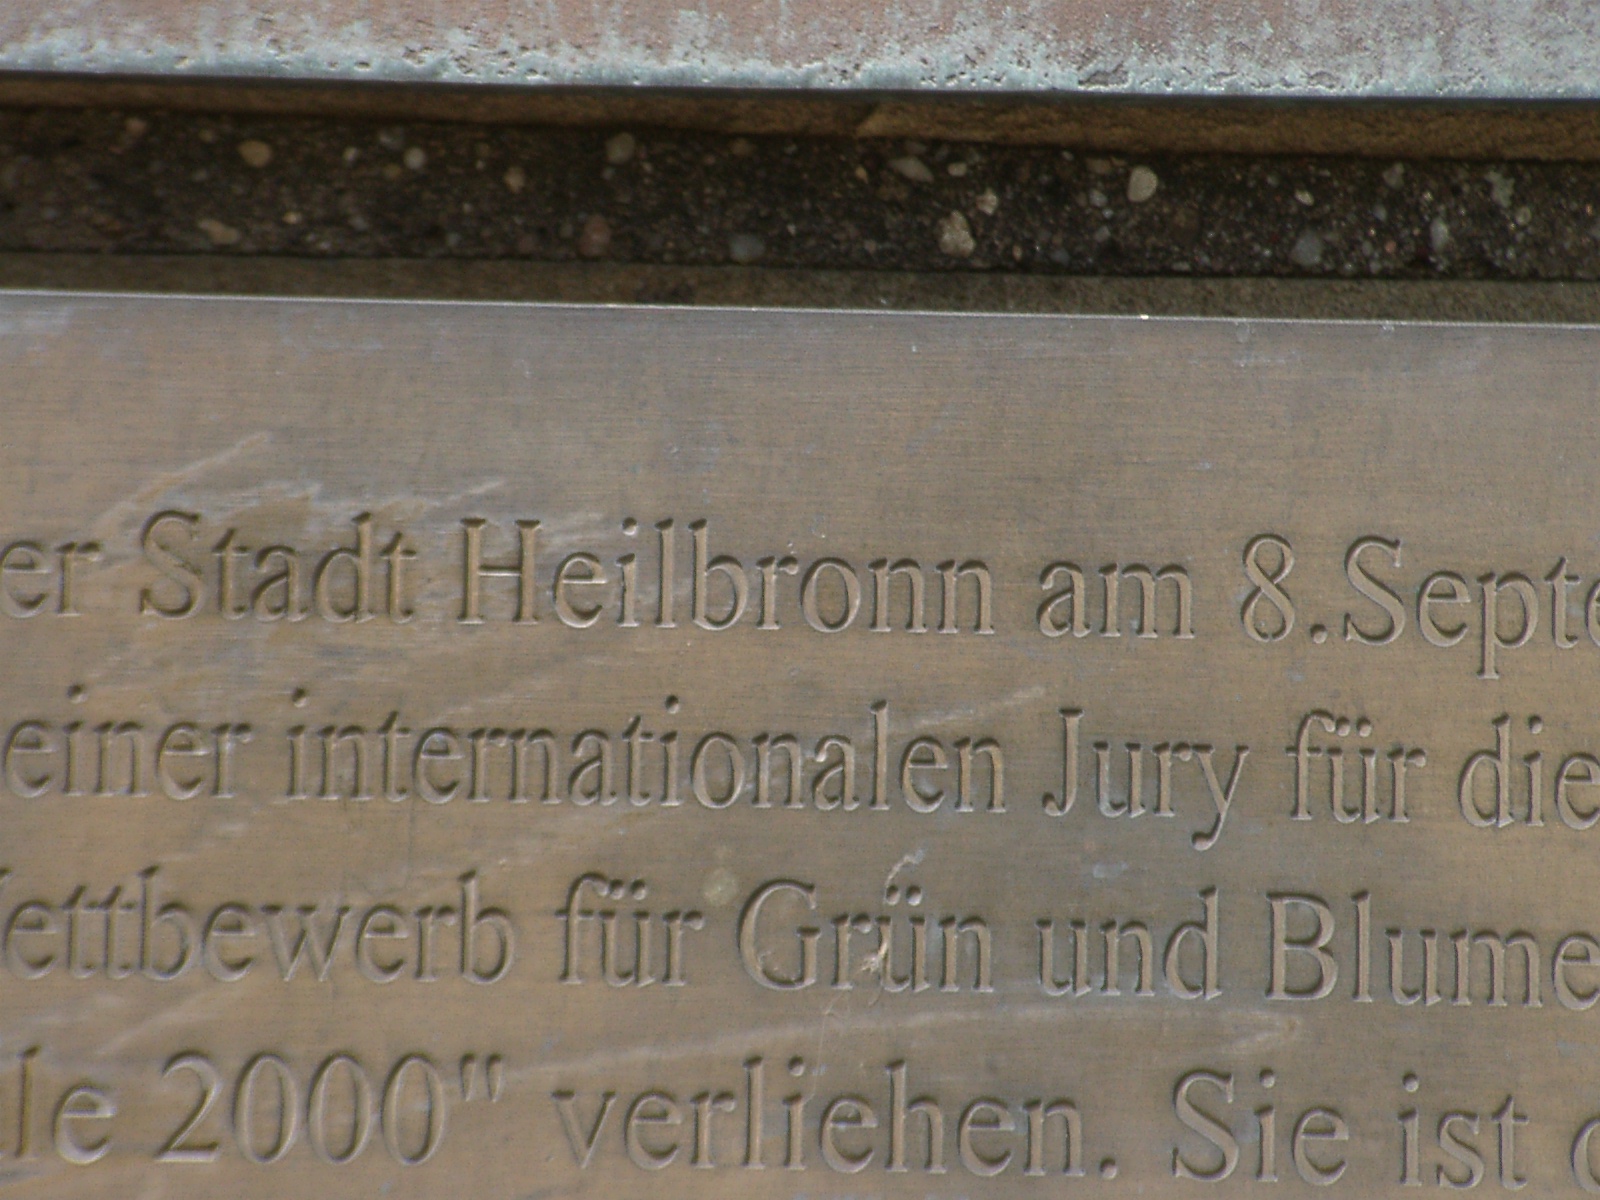 er Stadt Heilbronn am 8.Septe
einer internationalen Jury für die
Wettbewerb für Grün und Blume
le 2000" verliehen. Sie ist